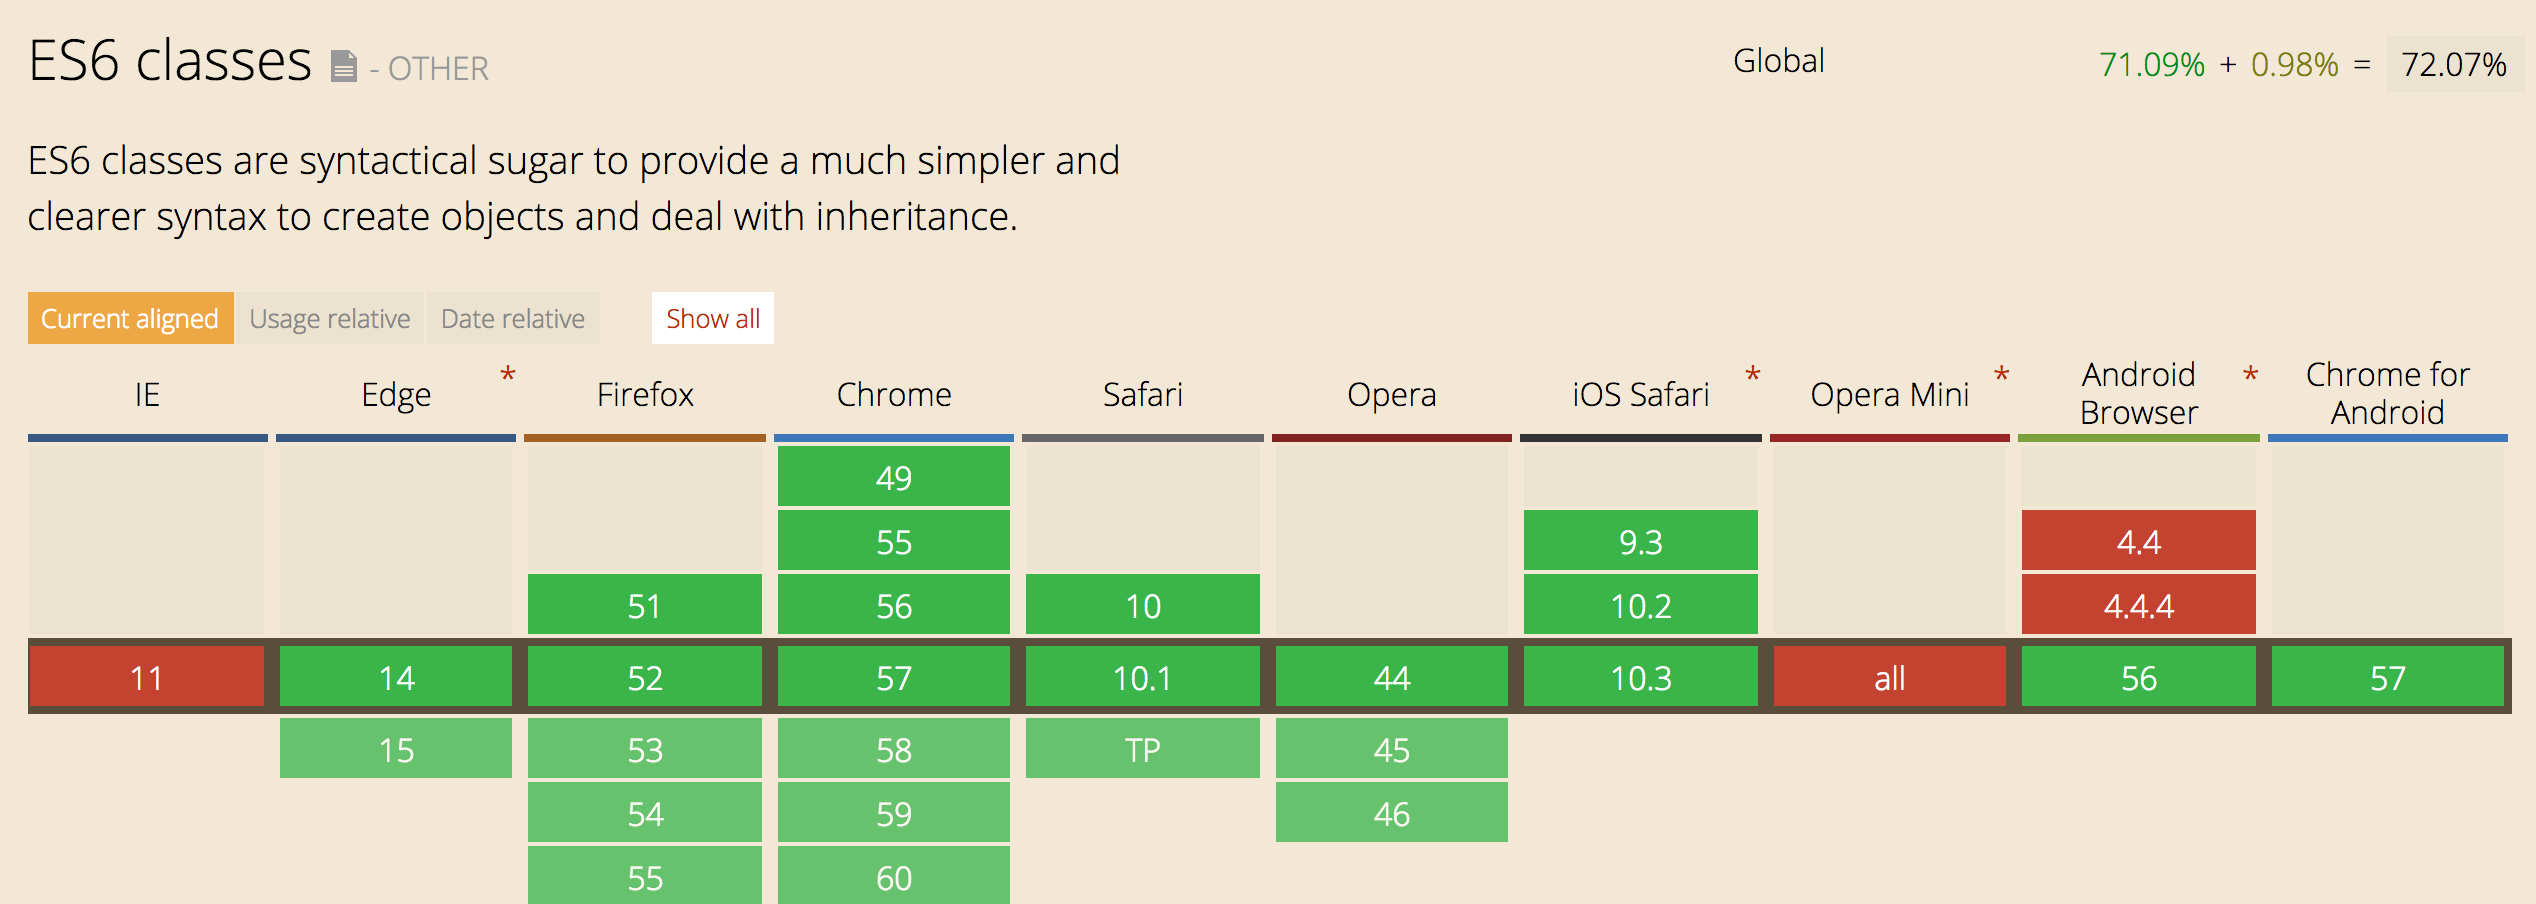 ES6 classes - OTHER
Global 71.09% + 0.98% = 72.07%
ES6 classes are syntactical sugar to provide a much simpler and
clearer syntax to create objects and deal with inheritance.
Current aligned Usage relative Date relative Show all
IE Edge * Firefox Chrome Safari Opera iOS Safari * Opera Mini * Android Browser * Chrome for Android
49
55 9.3 4.4
51 56 10 10.2 4.4.4
11 14 52 57 10.1 44 10.3 all 56 57
15 53 58 TP 45
54 59 46
55 60